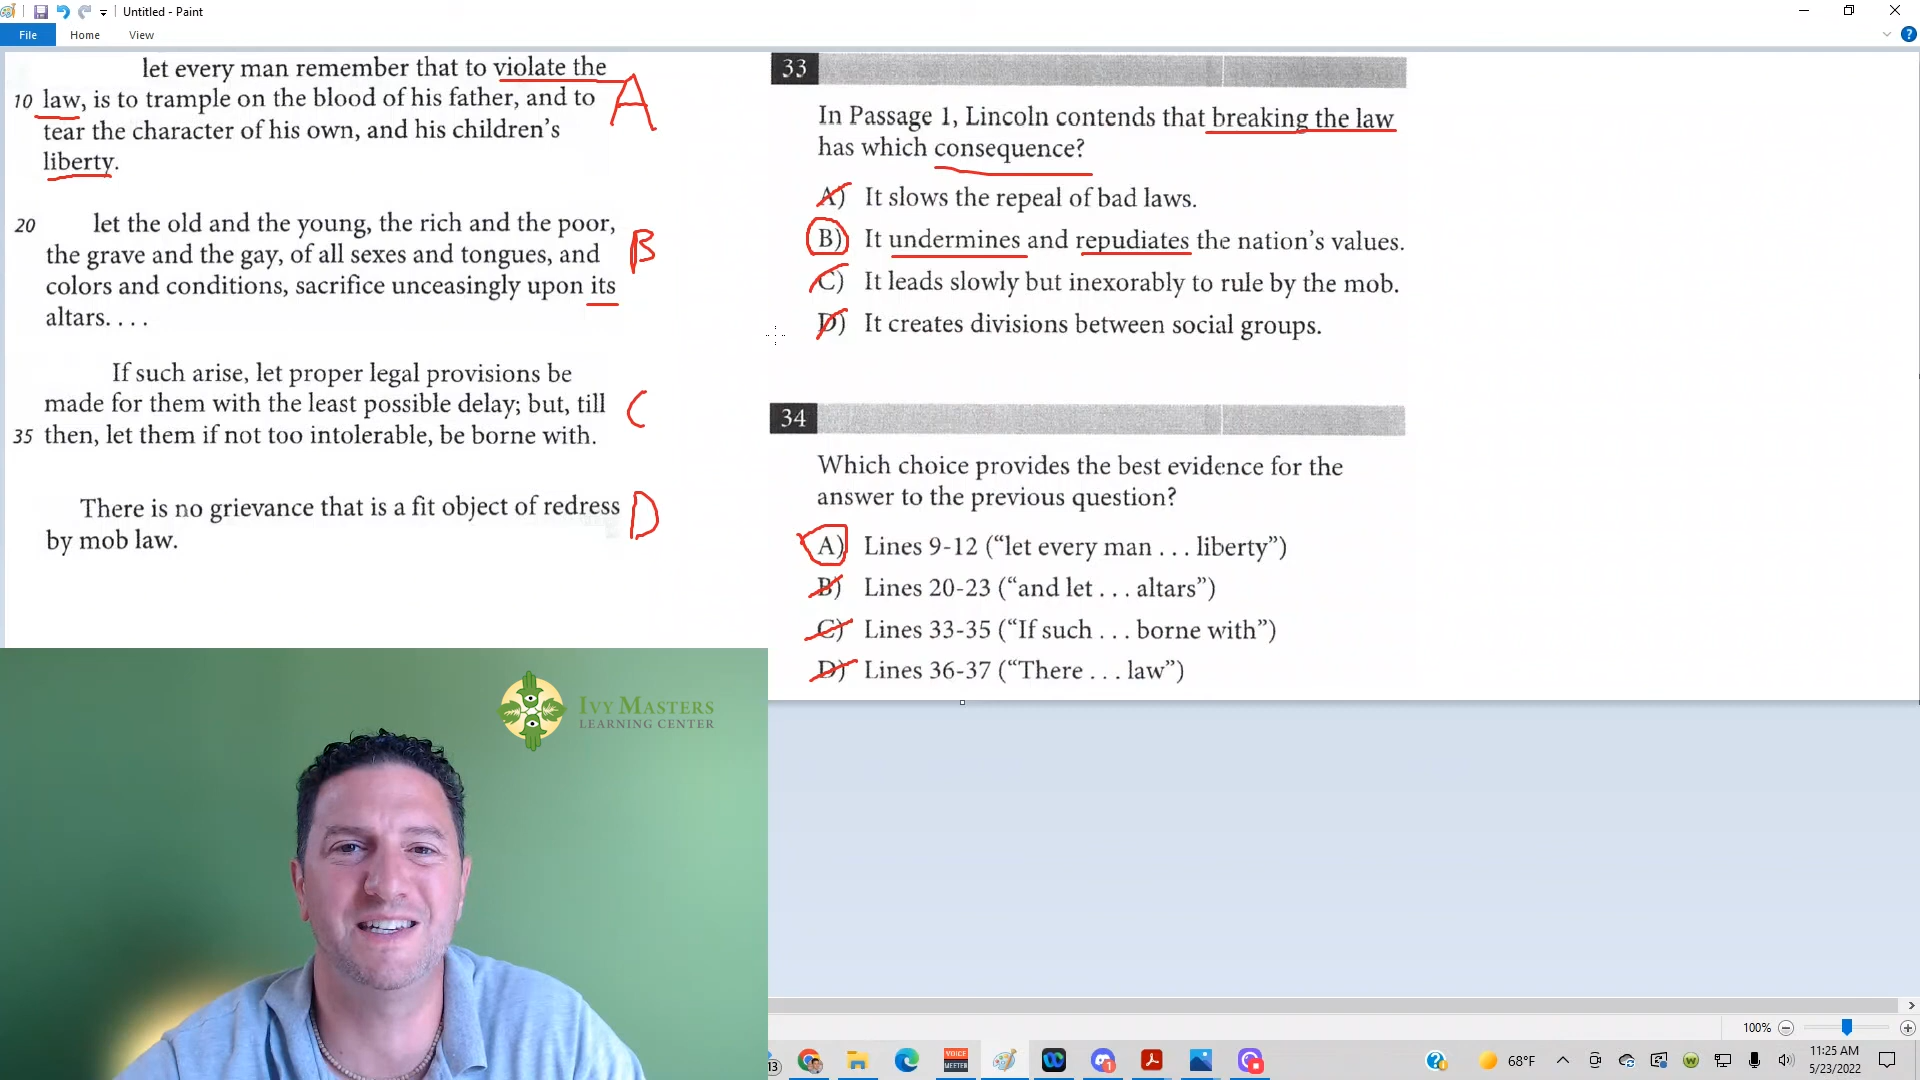 Untitled - Paint
File Home View
let every man remember that to violate the
10 law, is to trample on the blood of his father, and to
tear the character of his own, and his children's
liberty.
A
20 let the old and the young, the rich and the poor,
the grave and the gay, of all sexes and tongues, and
colors and conditions, sacrifice unceasingly upon its
altars. . . .
B
If such arise, let proper legal provisions be
made for them with the least possible delay; but, till
35 then, let them if not too intolerable, be borne with.
C
There is no grievance that is a fit object of redress
by mob law.
D
33
In Passage 1, Lincoln contends that breaking the law
has which consequence?
A) It slows the repeal of bad laws.
B) It undermines and repudiates the nation's values.
C) It leads slowly but inexorably to rule by the mob.
D) It creates divisions between social groups.
34
Which choice provides the best evidence for the
answer to the previous question?
A) Lines 9-12 (“let every man . . . liberty”)
B) Lines 20-23 (“and let . . . altars”)
C) Lines 33-35 (“If such . . . borne with”)
D) Lines 36-37 (“There . . . law”)
IVY MASTERS
LEARNING CENTER
100%
VOICE
MEETER
68°F
11:25 AM
5/23/2022